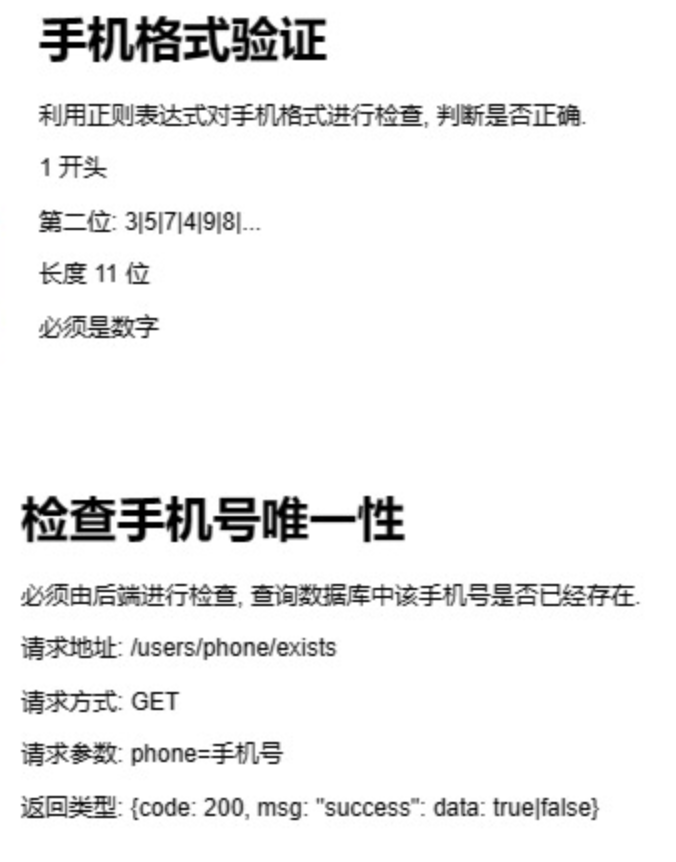 手机格式验证
利用正则表达式对手机格式进行检查, 判断是否正确.
1 开头
第二位: 3|5|7|4|9|8|...
长度 11 位
必须是数字
检查手机号唯一性
必须由后端进行检查, 查询数据库中该手机号是否已经存在.
请求地址: /users/phone/exists
请求方式: GET
请求参数: phone=手机号
返回类型: {code: 200, msg: "success": data: true|false}